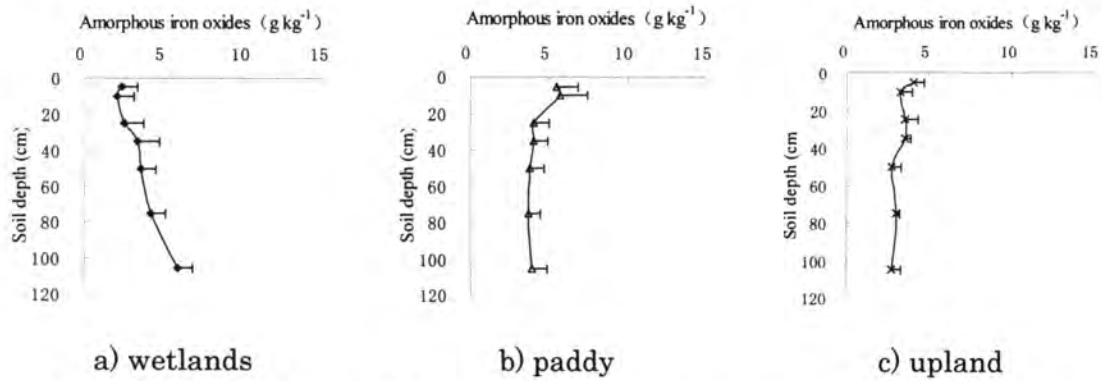 Amorphous iron oxides（g kg⁻¹）
0 5 10 15
0
20
40
60
80
100
120
Soil depth (cm)
a) wetlands
Amorphous iron oxides（g kg⁻¹）
0 5 10 15
0
20
40
60
80
100
120
Soil depth (cm)
b) paddy
Amorphous iron oxides（g kg⁻¹）
0 5 10 15
0
20
40
60
80
100
120
Soil depth (cm
c) upland